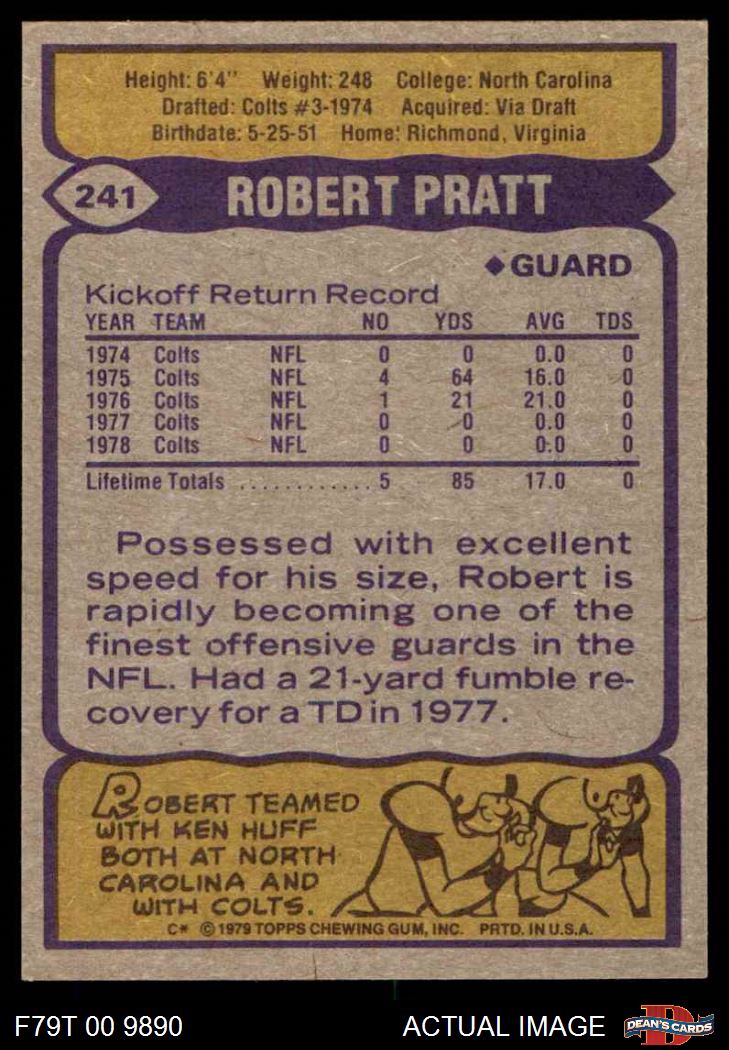 Height: 6'4" Weight: 248 College: North Carolina
Drafted: Colts #3-1974 Acquired: Via Draft
Birthdate: 5-25-51 Home: Richmond, Virginia
241 ROBERT PRATT
◆GUARD
Kickoff Return Record
YEAR TEAM NO YDS AVG TDS
1974 Colts NFL 0 0 0.0 0
1975 Colts NFL 4 64 16.0 0
1976 Colts NFL 1 21 21.0 0
1977 Colts NFL 0 0 0.0 0
1978 Colts NFL 0 0 0.0 0
Lifetime Totals ............ 5 85 17.0 0
Possessed with excellent
speed for his size, Robert is
rapidly becoming one of the
finest offensive guards in the
NFL. Had a 21-yard fumble re-
covery for a TD in 1977.
ROBERT TEAMED
WITH KEN HUFF
BOTH AT NORTH
CAROLINA AND
WITH COLTS.
C* © 1979 TOPPS CHEWING GUM, INC. PRTD. IN U.S.A.
F79T 00 9890 ACTUAL IMAGE D DEAN'S CARDS